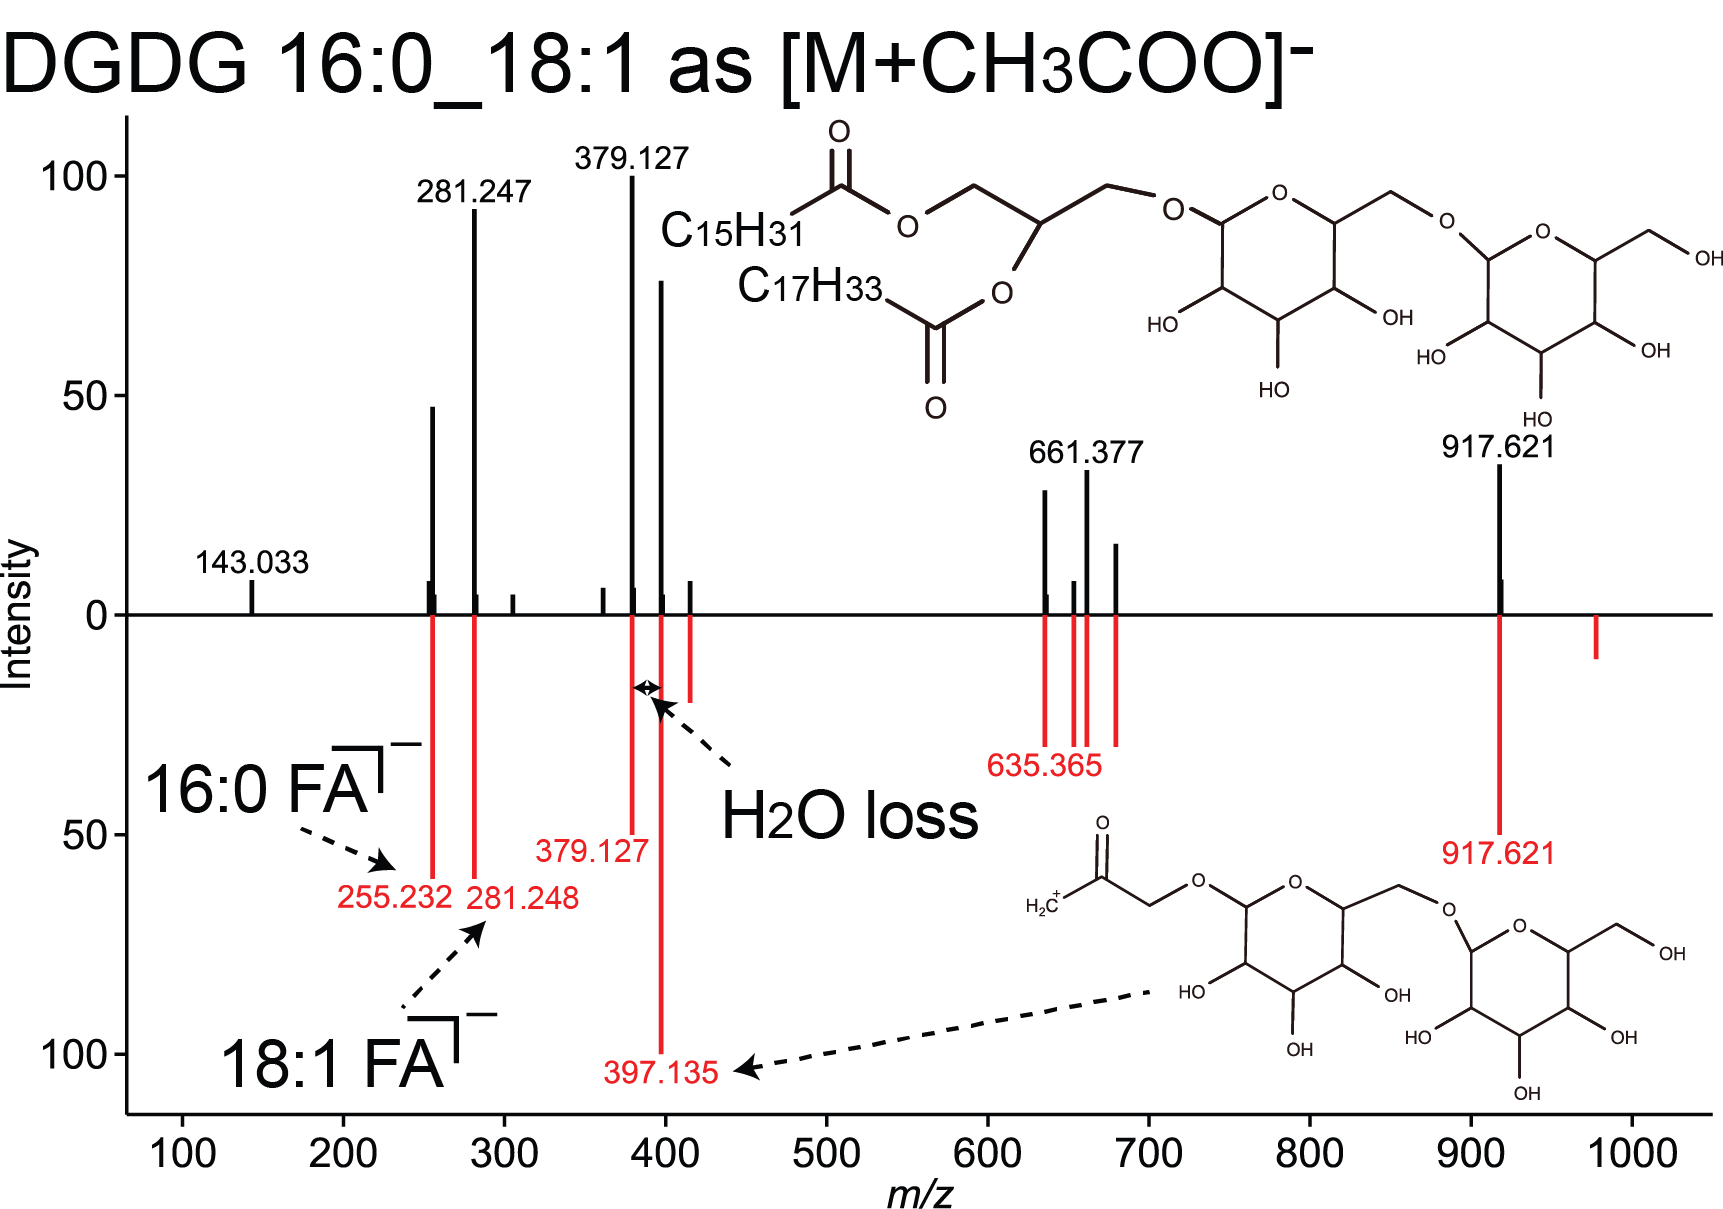 DGDG 16:0_18:1 as [M+CH3COO]-
Intensity
100
50
0
50
100
143.033
281.247
379.127
661.377
917.621
O
C15H31
O
C17H33
O
O
O
O
HO
HO
OH
O
O
OH
HO
HO
OH
16:0 FA −
255.232
281.248
18:1 FA −
379.127
H2O loss
397.135
635.365
917.621
O
H2C+
O
O
HO
OH
OH
O
O
OH
HO
OH
OH
100
200
300
400
500
600
700
800
900
1000
m/z